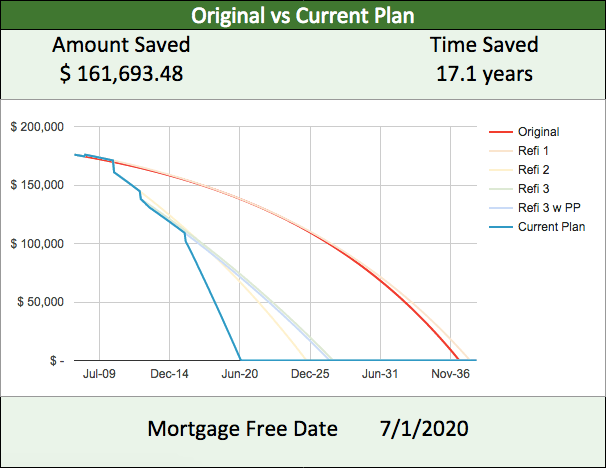 Original vs Current Plan
Amount Saved
$ 161,693.48
Time Saved
17.1 years
$ 200,000
$ 150,000
$ 100,000
$ 50,000
$ -
Jul-09 Dec-14 Jun-20 Dec-25 Jun-31 Nov-36
Original
Refi 1
Refi 2
Refi 3
Refi 3 w PP
Current Plan
Mortgage Free Date 7/1/2020